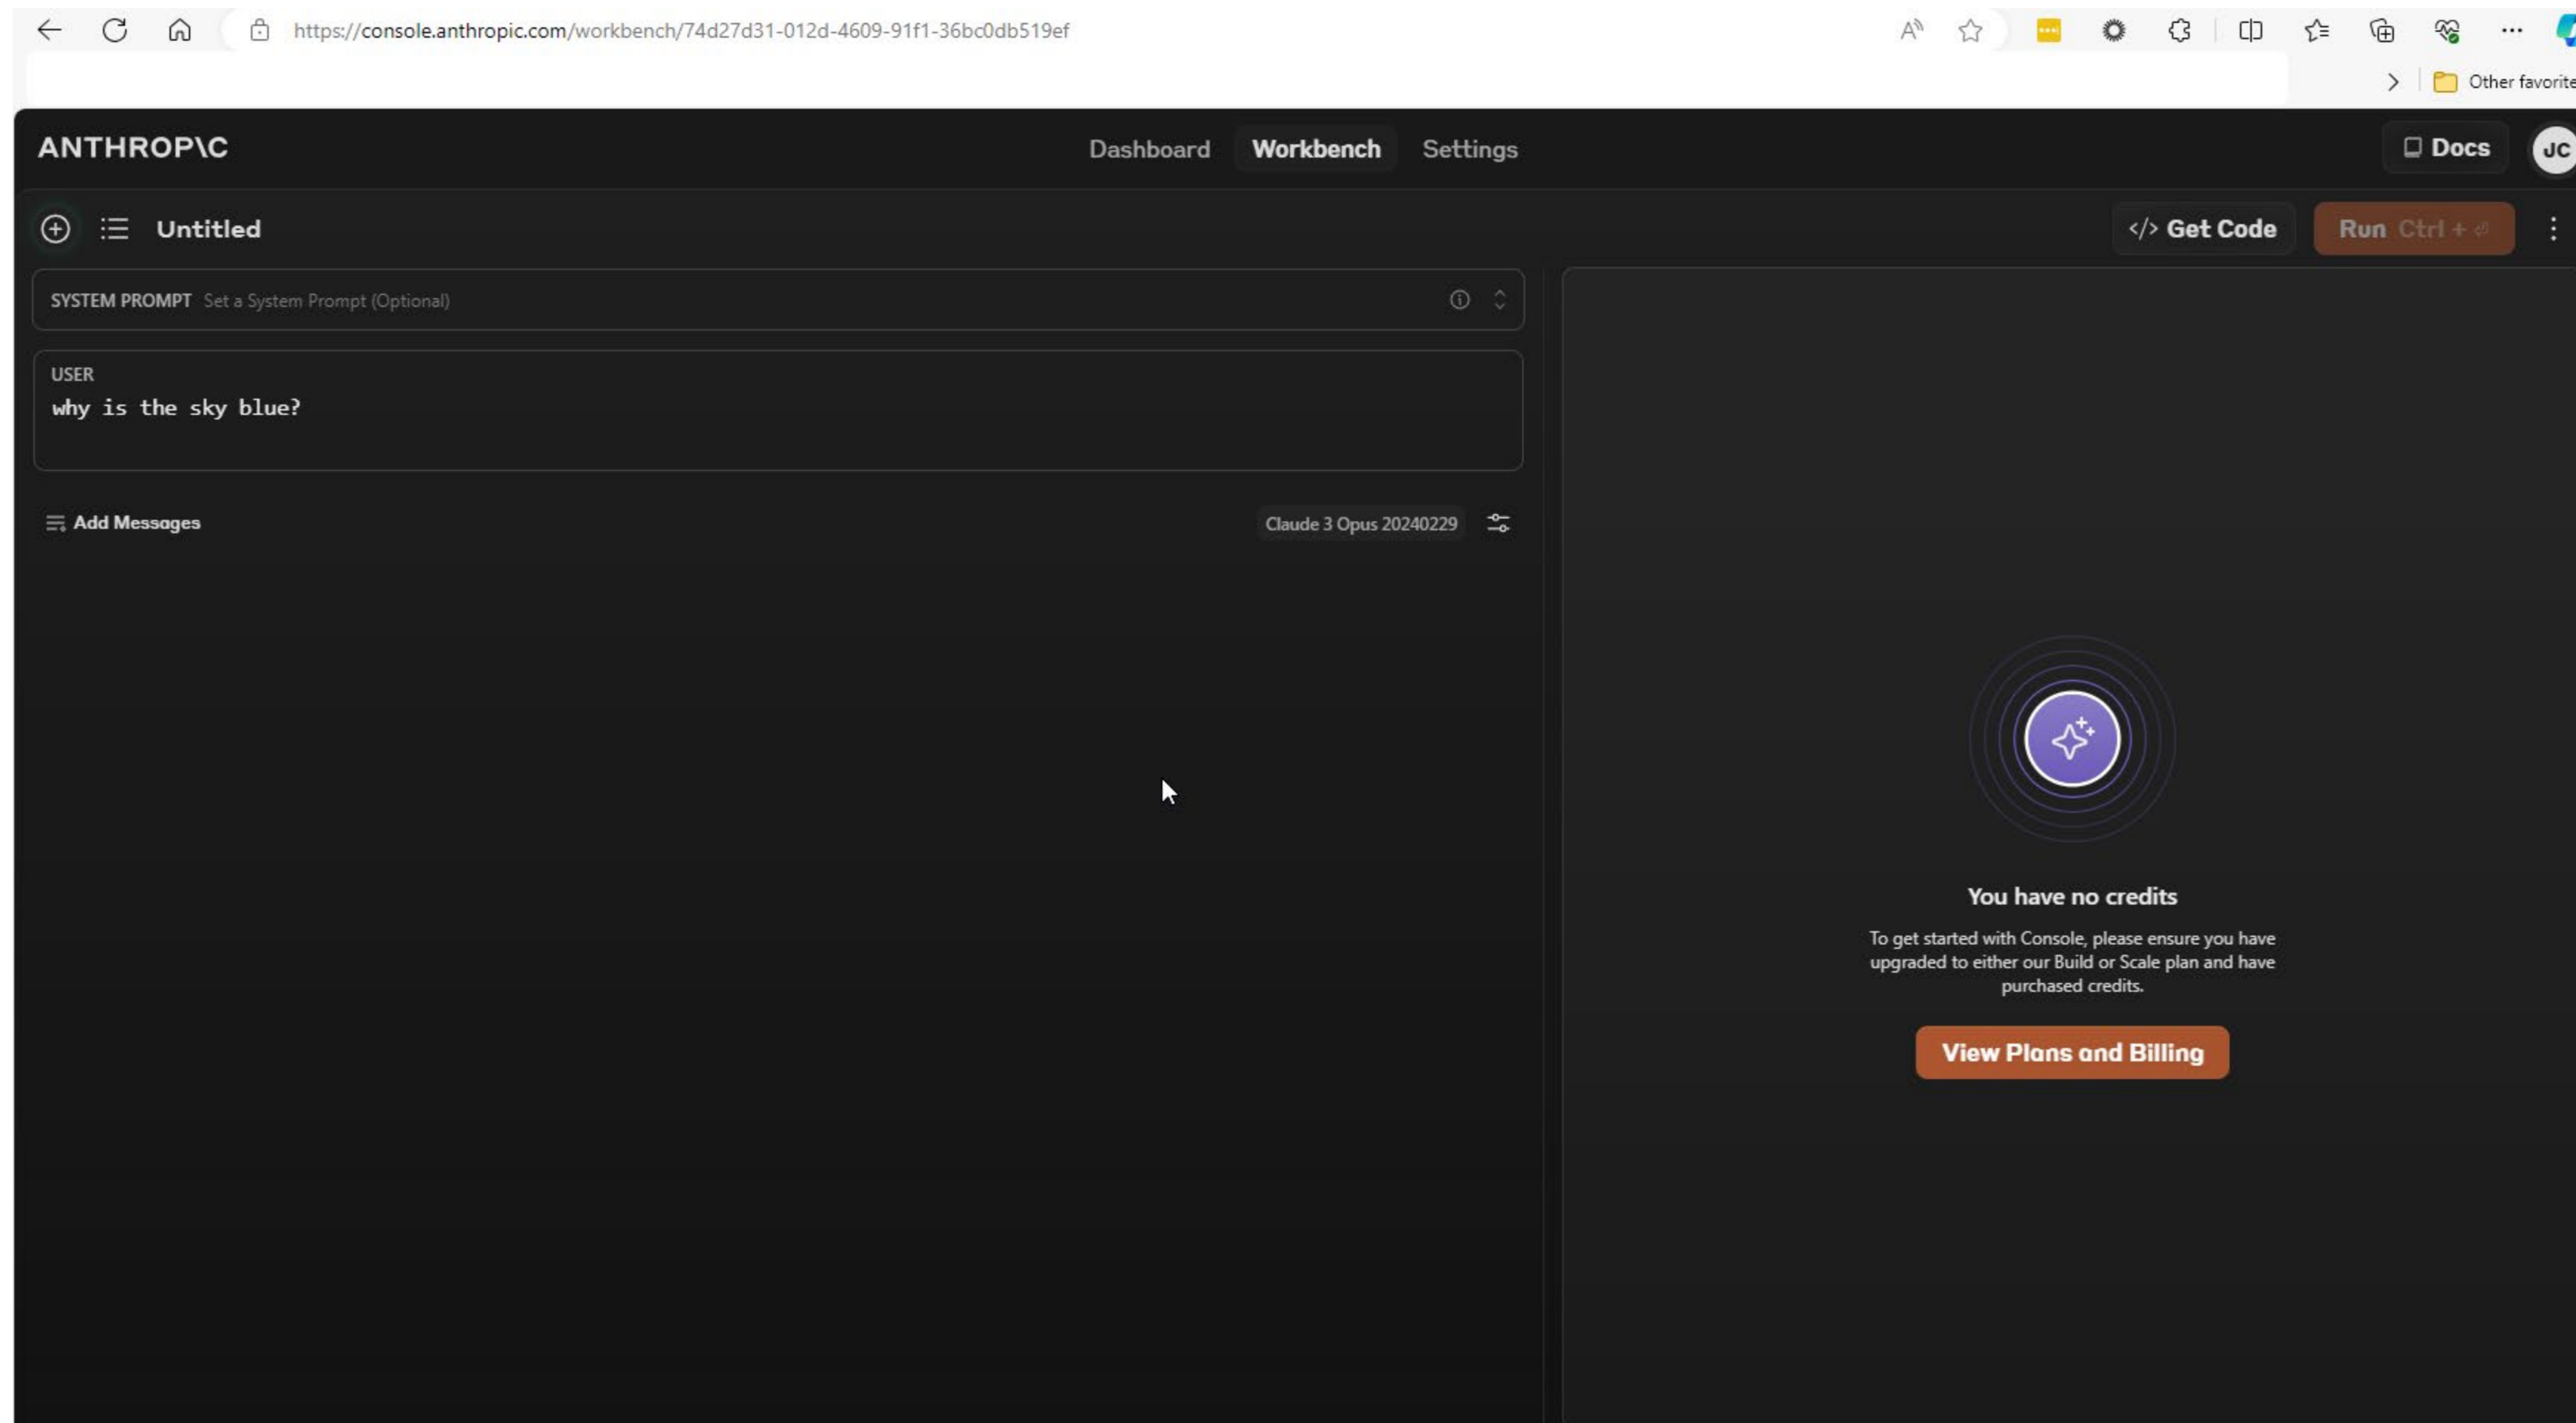 https://console.anthropic.com/workbench/74d27d31-012d-4609-91f1-36bc0db519ef
Other favorite
ANTHROP\C
Dashboard Workbench Settings
Docs JC
Untitled
</> Get Code Run Ctrl + ⏎
SYSTEM PROMPT Set a System Prompt (Optional)
USER
why is the sky blue?
Add Messages
Claude 3 Opus 20240229
You have no credits
To get started with Console, please ensure you have
upgraded to either our Build or Scale plan and have
purchased credits.
View Plans and Billing